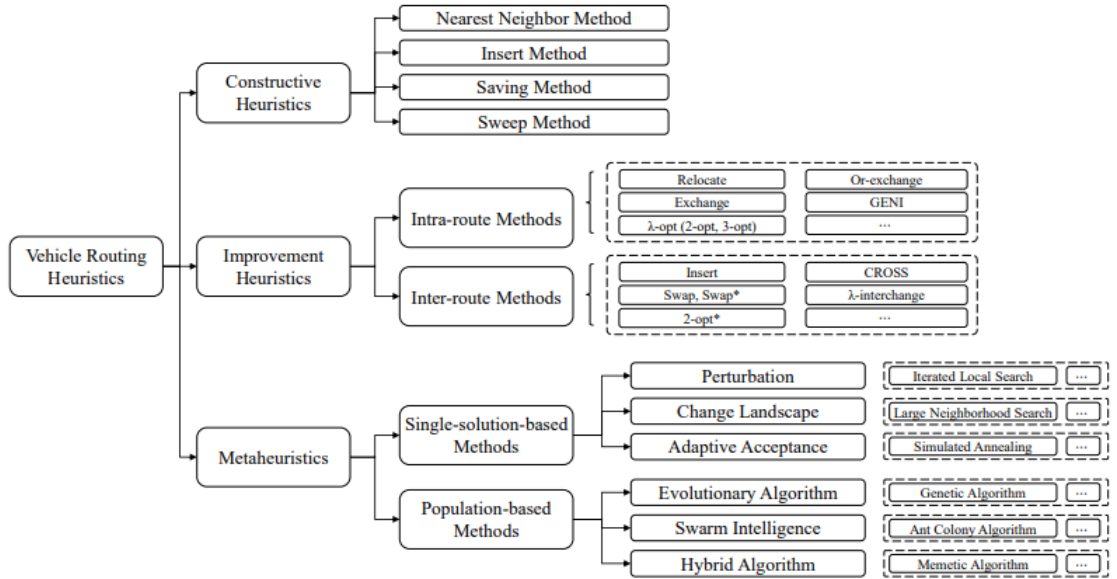 Nearest Neighbor Method
Insert Method
Constructive
Heuristics
Saving Method
Sweep Method
Relocate
Or-exchange
Intra-route Methods
Exchange
GENI
λ-opt (2-opt, 3-opt)
...
Vehicle Routing
Heuristics
Improvement
Heuristics
Insert
CROSS
Inter-route Methods
Swap, Swap*
λ-interchange
2-opt*
...
Perturbation
Iterated Local Search
...
Single-solution-based
Methods
Change Landscape
Large Neighborhood Search
...
Adaptive Acceptance
Simulated Annealing
...
Metaheuristics
Evolutionary Algorithm
Genetic Algorithm
...
Population-based
Methods
Swarm Intelligence
Ant Colony Algorithm
...
Hybrid Algorithm
Memetic Algorithm
...